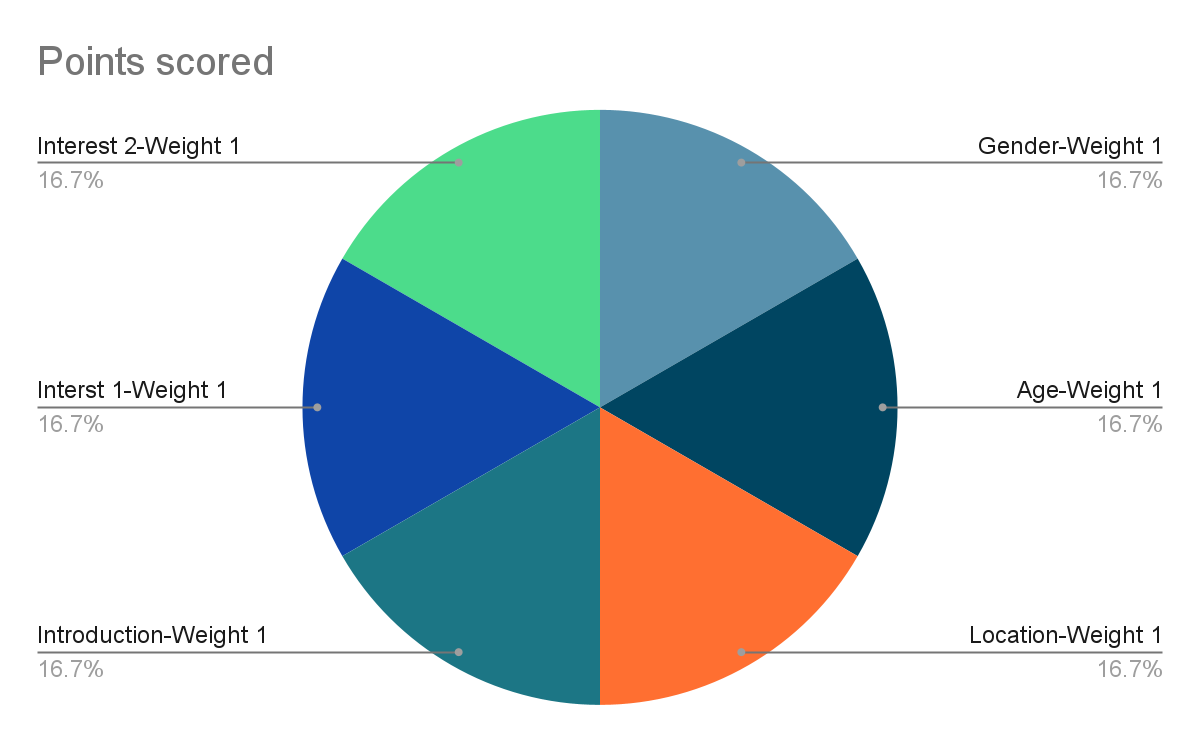 Points scored
Interest 2-Weight 1
16.7%
Gender-Weight 1
16.7%
Interst 1-Weight 1
16.7%
Age-Weight 1
16.7%
Introduction-Weight 1
16.7%
Location-Weight 1
16.7%